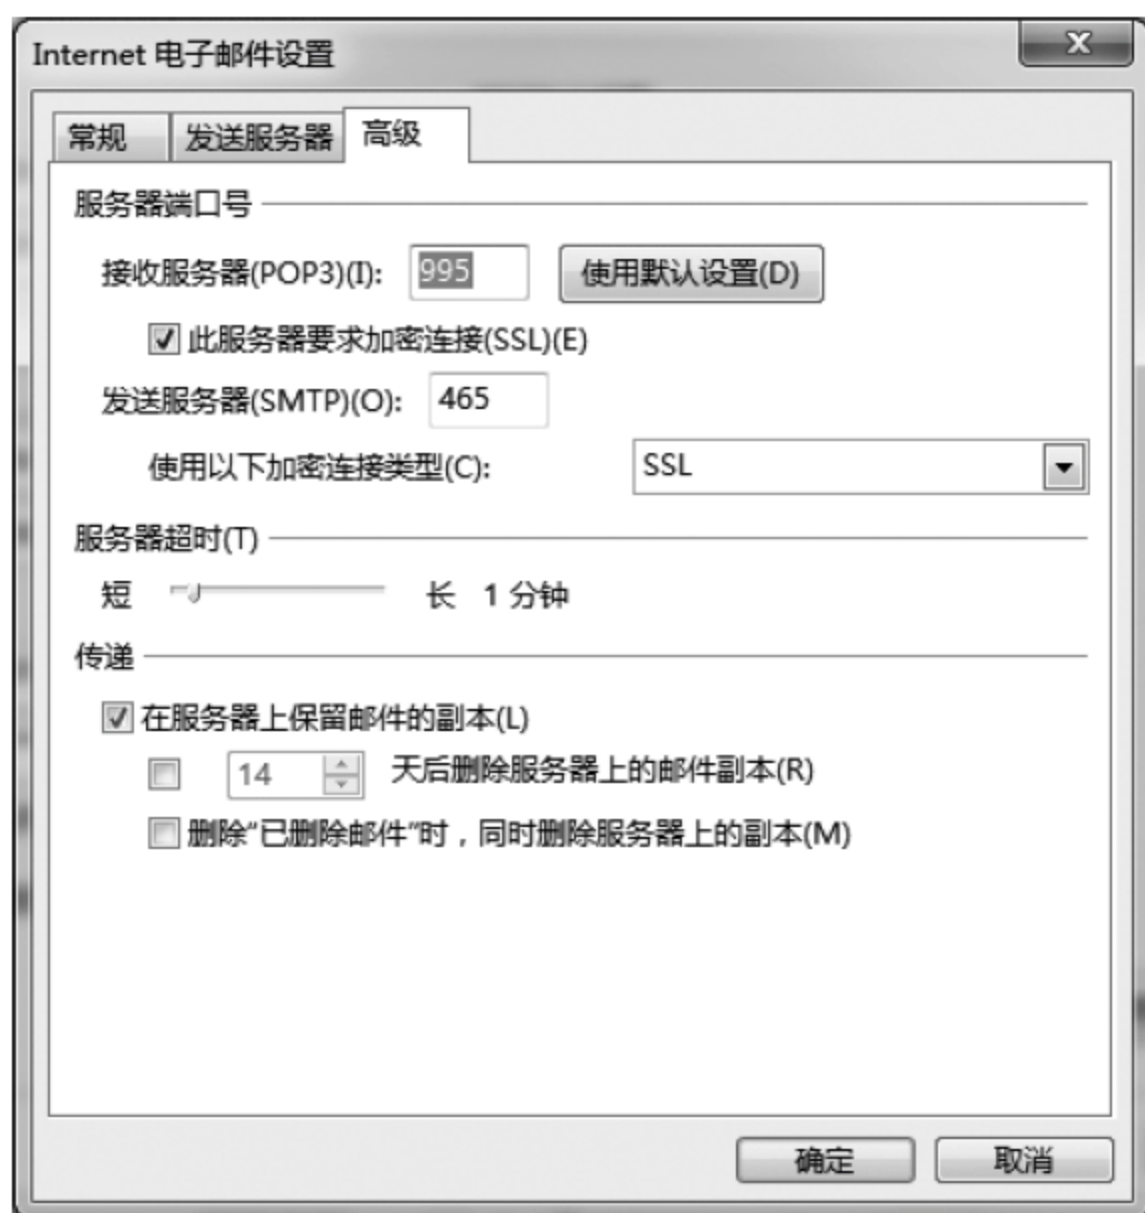 Internet 电子邮件设置
x
常规 发送服务器 高级
服务器端口号
接收服务器(POP3)(I): 995 使用默认设置(D)
此服务器要求加密连接(SSL)(E)
发送服务器(SMTP)(O): 465
使用以下加密连接类型(C): SSL
服务器超时(T)
短 长 1 分钟
传递
在服务器上保留邮件的副本(L)
14 天后删除服务器上的邮件副本(R)
删除“已删除邮件”时，同时删除服务器上的副本(M)
确定 取消